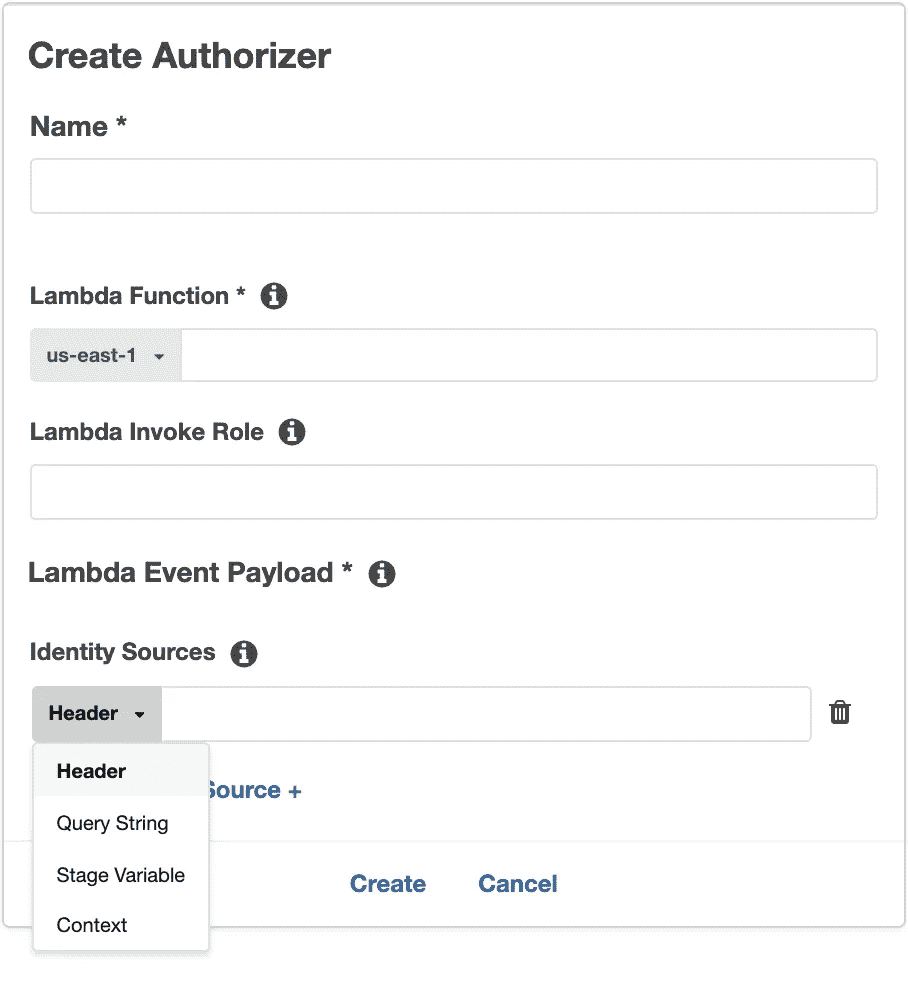 Create Authorizer
Name *
Lambda Function *
us-east-1
Lambda Invoke Role
Lambda Event Payload *
Identity Sources
Header
Header
Source +
Query String
Stage Variable
Create Cancel
Context